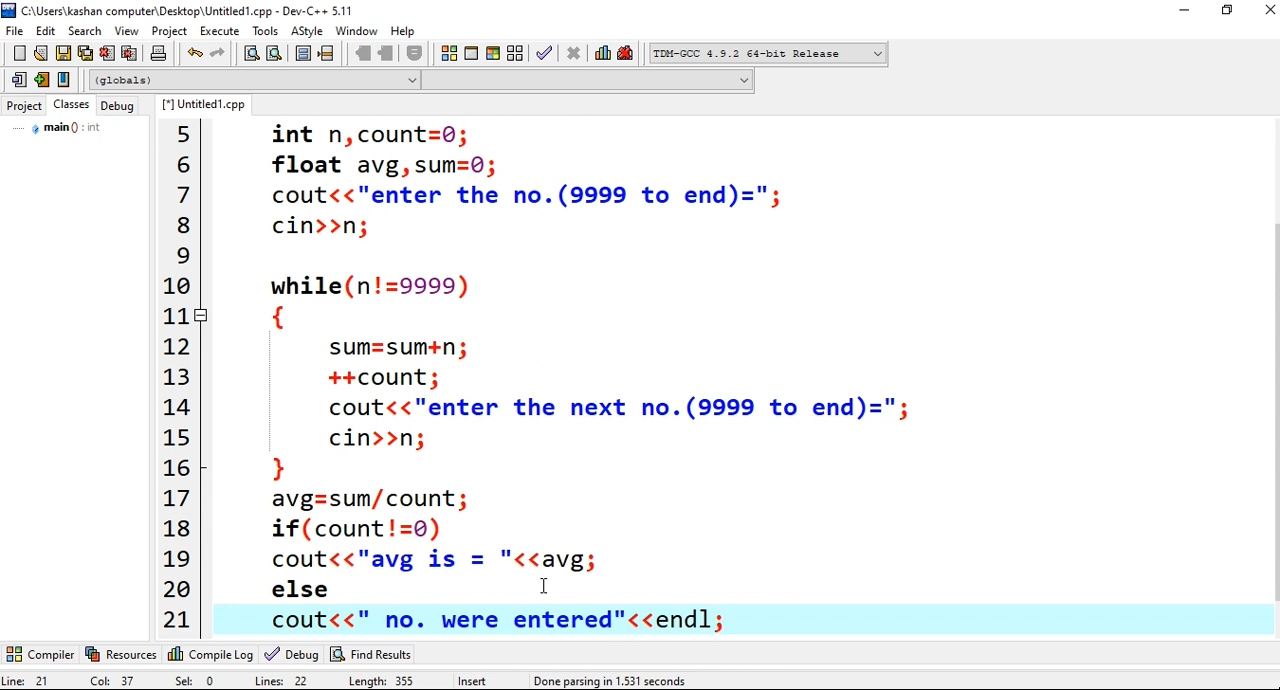 C:\Users\kashan computer\Desktop\Untitled1.cpp - Dev-C++ 5.11
File Edit Search View Project Execute Tools AStyle Window Help
TDM-GCC 4.9.2 64-bit Release
(globals)
Project Classes Debug [*] Untitled1.cpp
main () : int
5 int n,count=0;
6 float avg,sum=0;
7 cout<<"enter the no.(9999 to end)=";
8 cin>>n;
9
10 while(n!=9999)
11 {
12 sum=sum+n;
13 ++count;
14 cout<<"enter the next no.(9999 to end)=";
15 cin>>n;
16 }
17 avg=sum/count;
18 if(count!=0)
19 cout<<"avg is = "<<avg;
20 else
21 cout<<" no. were entered"<<endl;
Compiler Resources Compile Log Debug Find Results
Line: 21 Col: 37 Sel: 0 Lines: 22 Length: 355 Insert Done parsing in 1.531 seconds